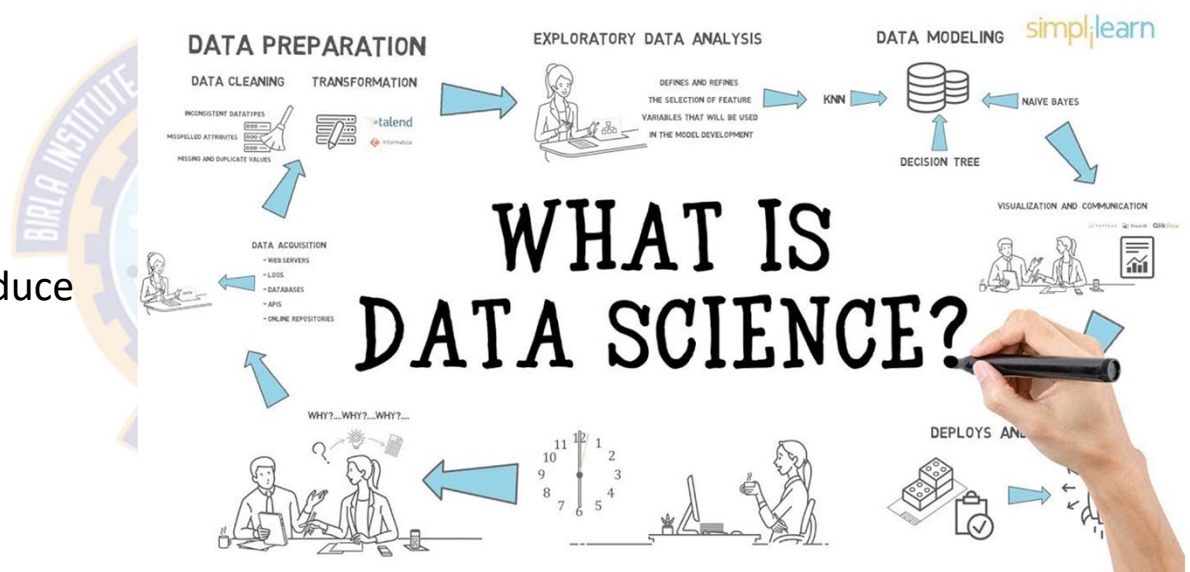 BIRLA INSTITUTE
duce
simplilearn
DATA PREPARATION
DATA CLEANING
INCONSISTENT DATATYPES
MISSPELLED ATTRIBUTES
MISSING AND DUPLICATE VALUES
TRANSFORMATION
talend
Informatica
EXPLORATORY DATA ANALYSIS
DEFINES AND REFINES
THE SELECTION OF FEATURE
VARIABLES THAT WILL BE USED
IN THE MODEL DEVELOPMENT
DATA MODELING
KNN
NAIVE BAYES
DECISION TREE
VISUALIZATION AND COMMUNICATION
QlikView
DATA ACQUISITION
- WEB SERVERS
- LOGS
- DATABASES
- APIS
- ONLINE REPOSITORIES
WHAT IS
DATA SCIENCE?
WHY?....WHY?....WHY?....
?
12
1
2
3
4
5
6
7
8
9
10
11
DEPLOYS AN